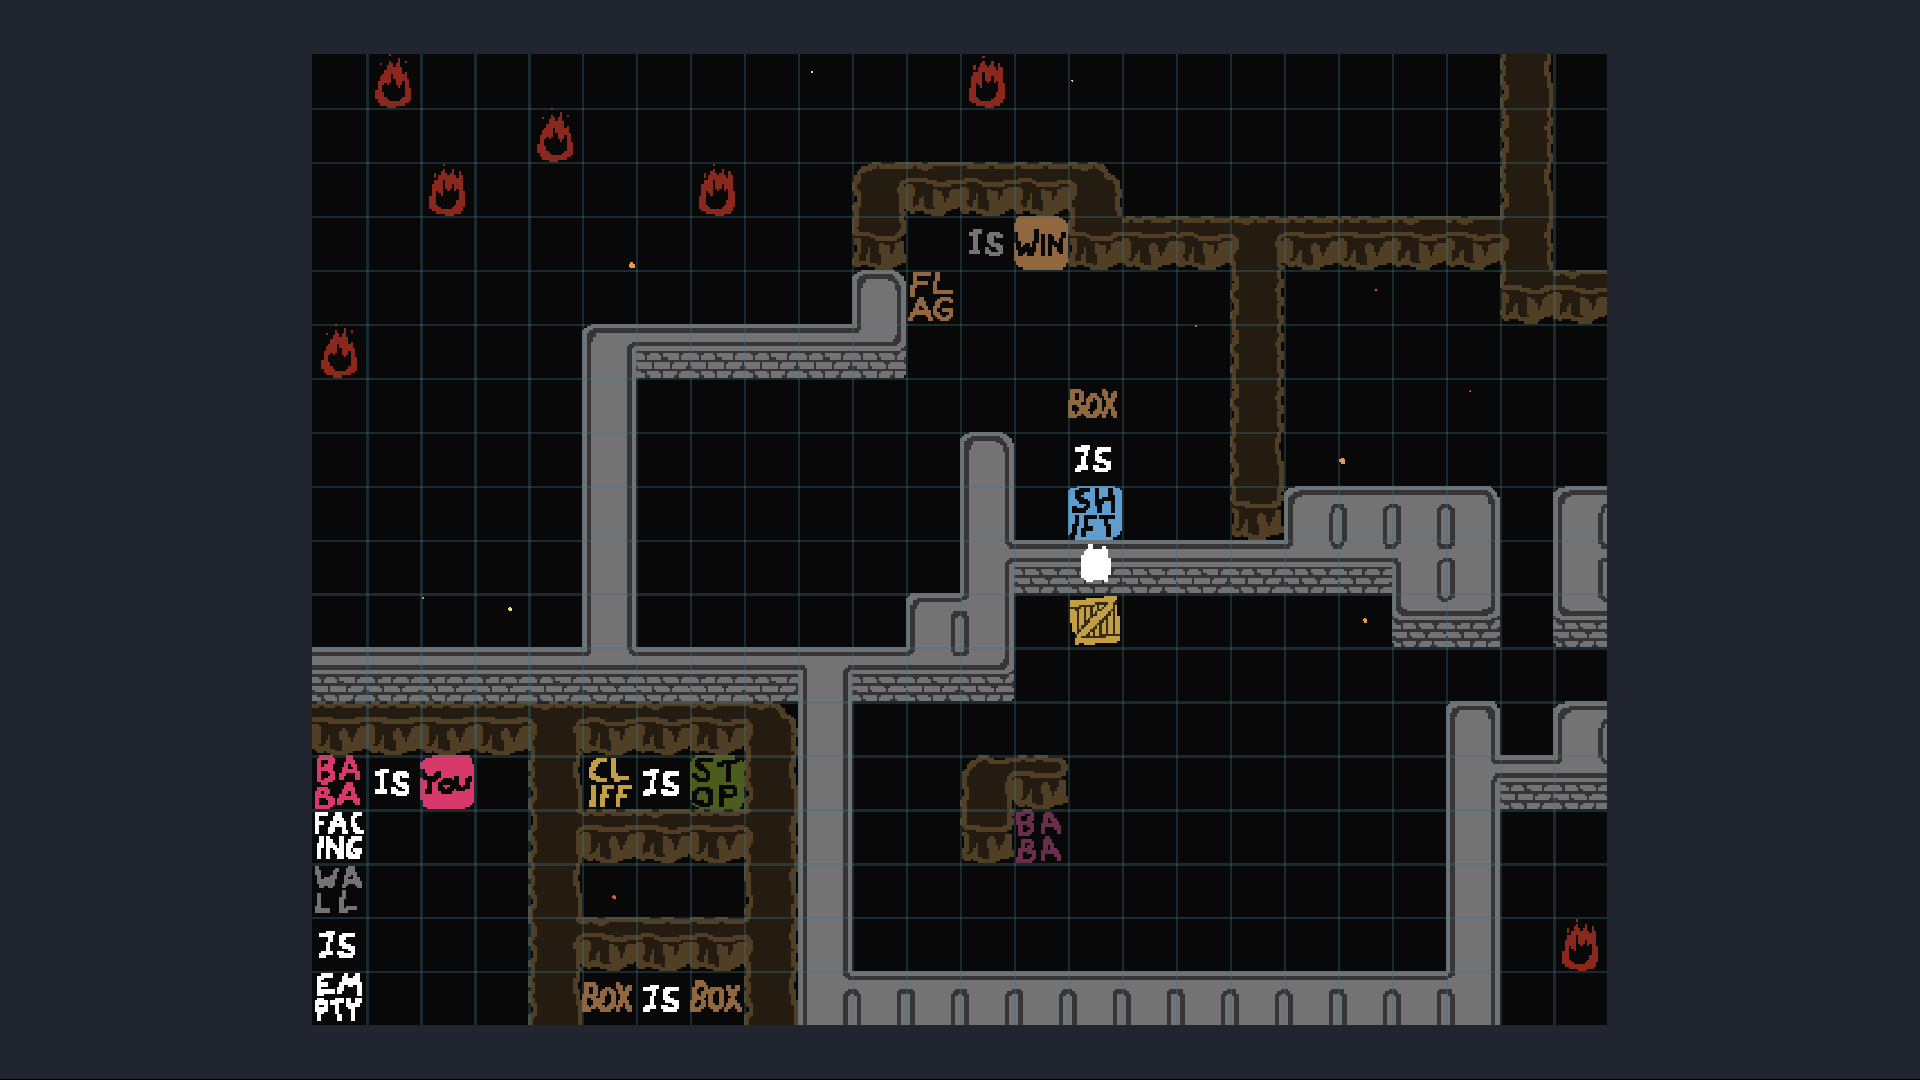 IS WIN
FLAG
BOX
IS
SHIFT
BABA IS YOU
CLIFF IS STOP
FACING
BABA
WALL
IS
EMPTY
BOX IS BOX